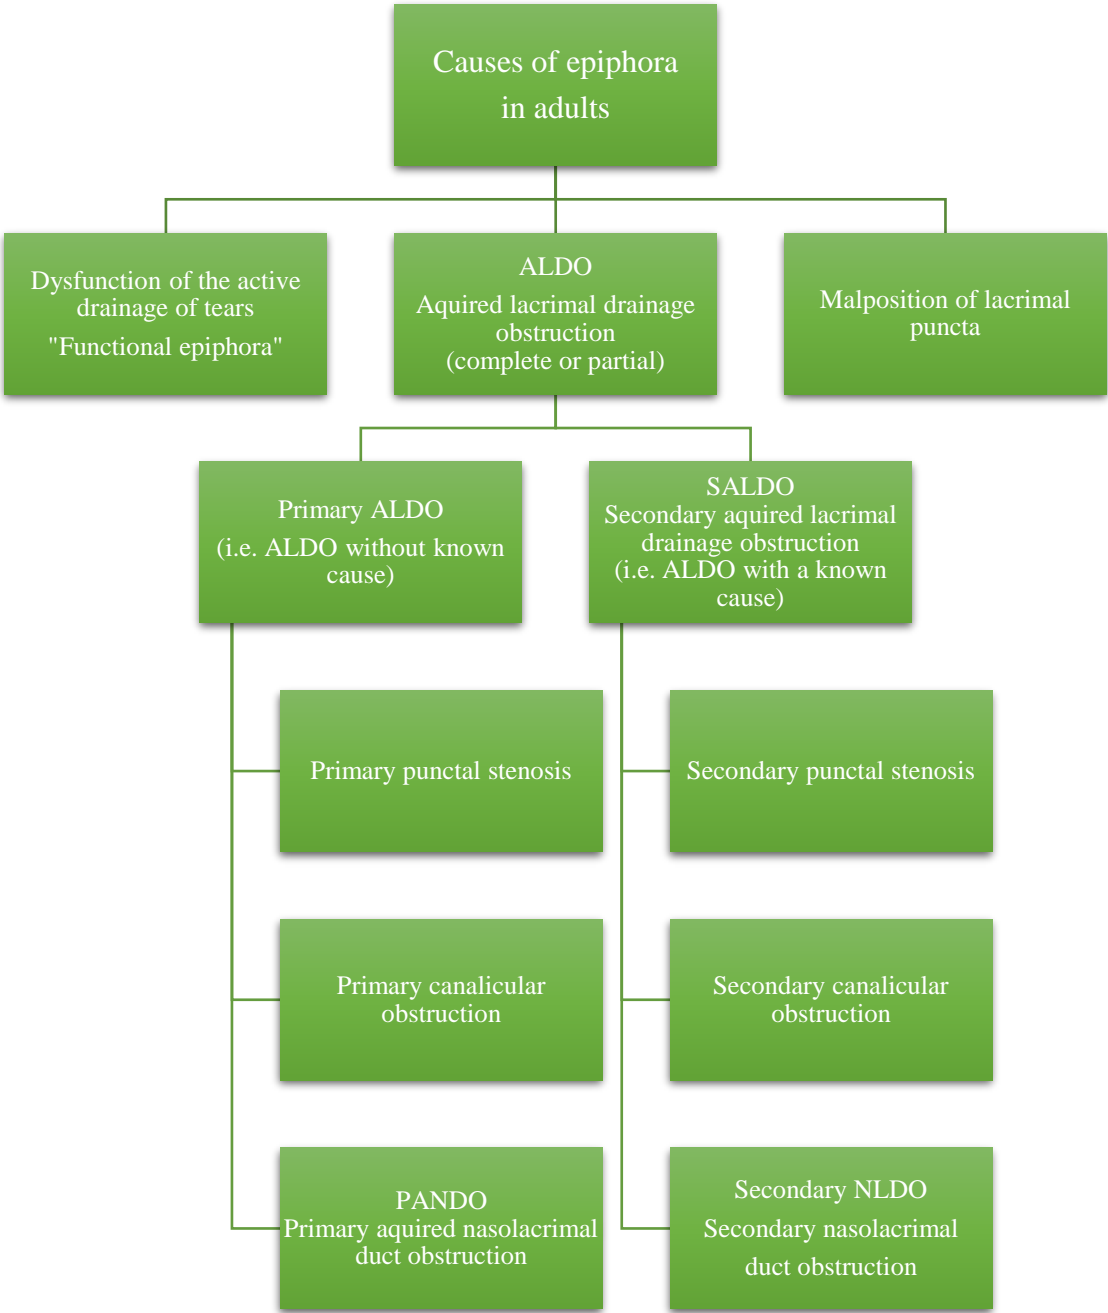 Causes of epiphora
in adults
Dysfunction of the active
drainage of tears
"Functional epiphora"
ALDO
Aquired lacrimal drainage
obstruction
(complete or partial)
Malposition of lacrimal
puncta
Primary ALDO
(i.e. ALDO without known
cause)
SALDO
Secondary aquired lacrimal
drainage obstruction
(i.e. ALDO with a known
cause)
Primary punctal stenosis
Secondary punctal stenosis
Primary canalicular
obstruction
Secondary canalicular
obstruction
PANDO
Primary aquired nasolacrimal
duct obstruction
Secondary NLDO
Secondary nasolacrimal
duct obstruction